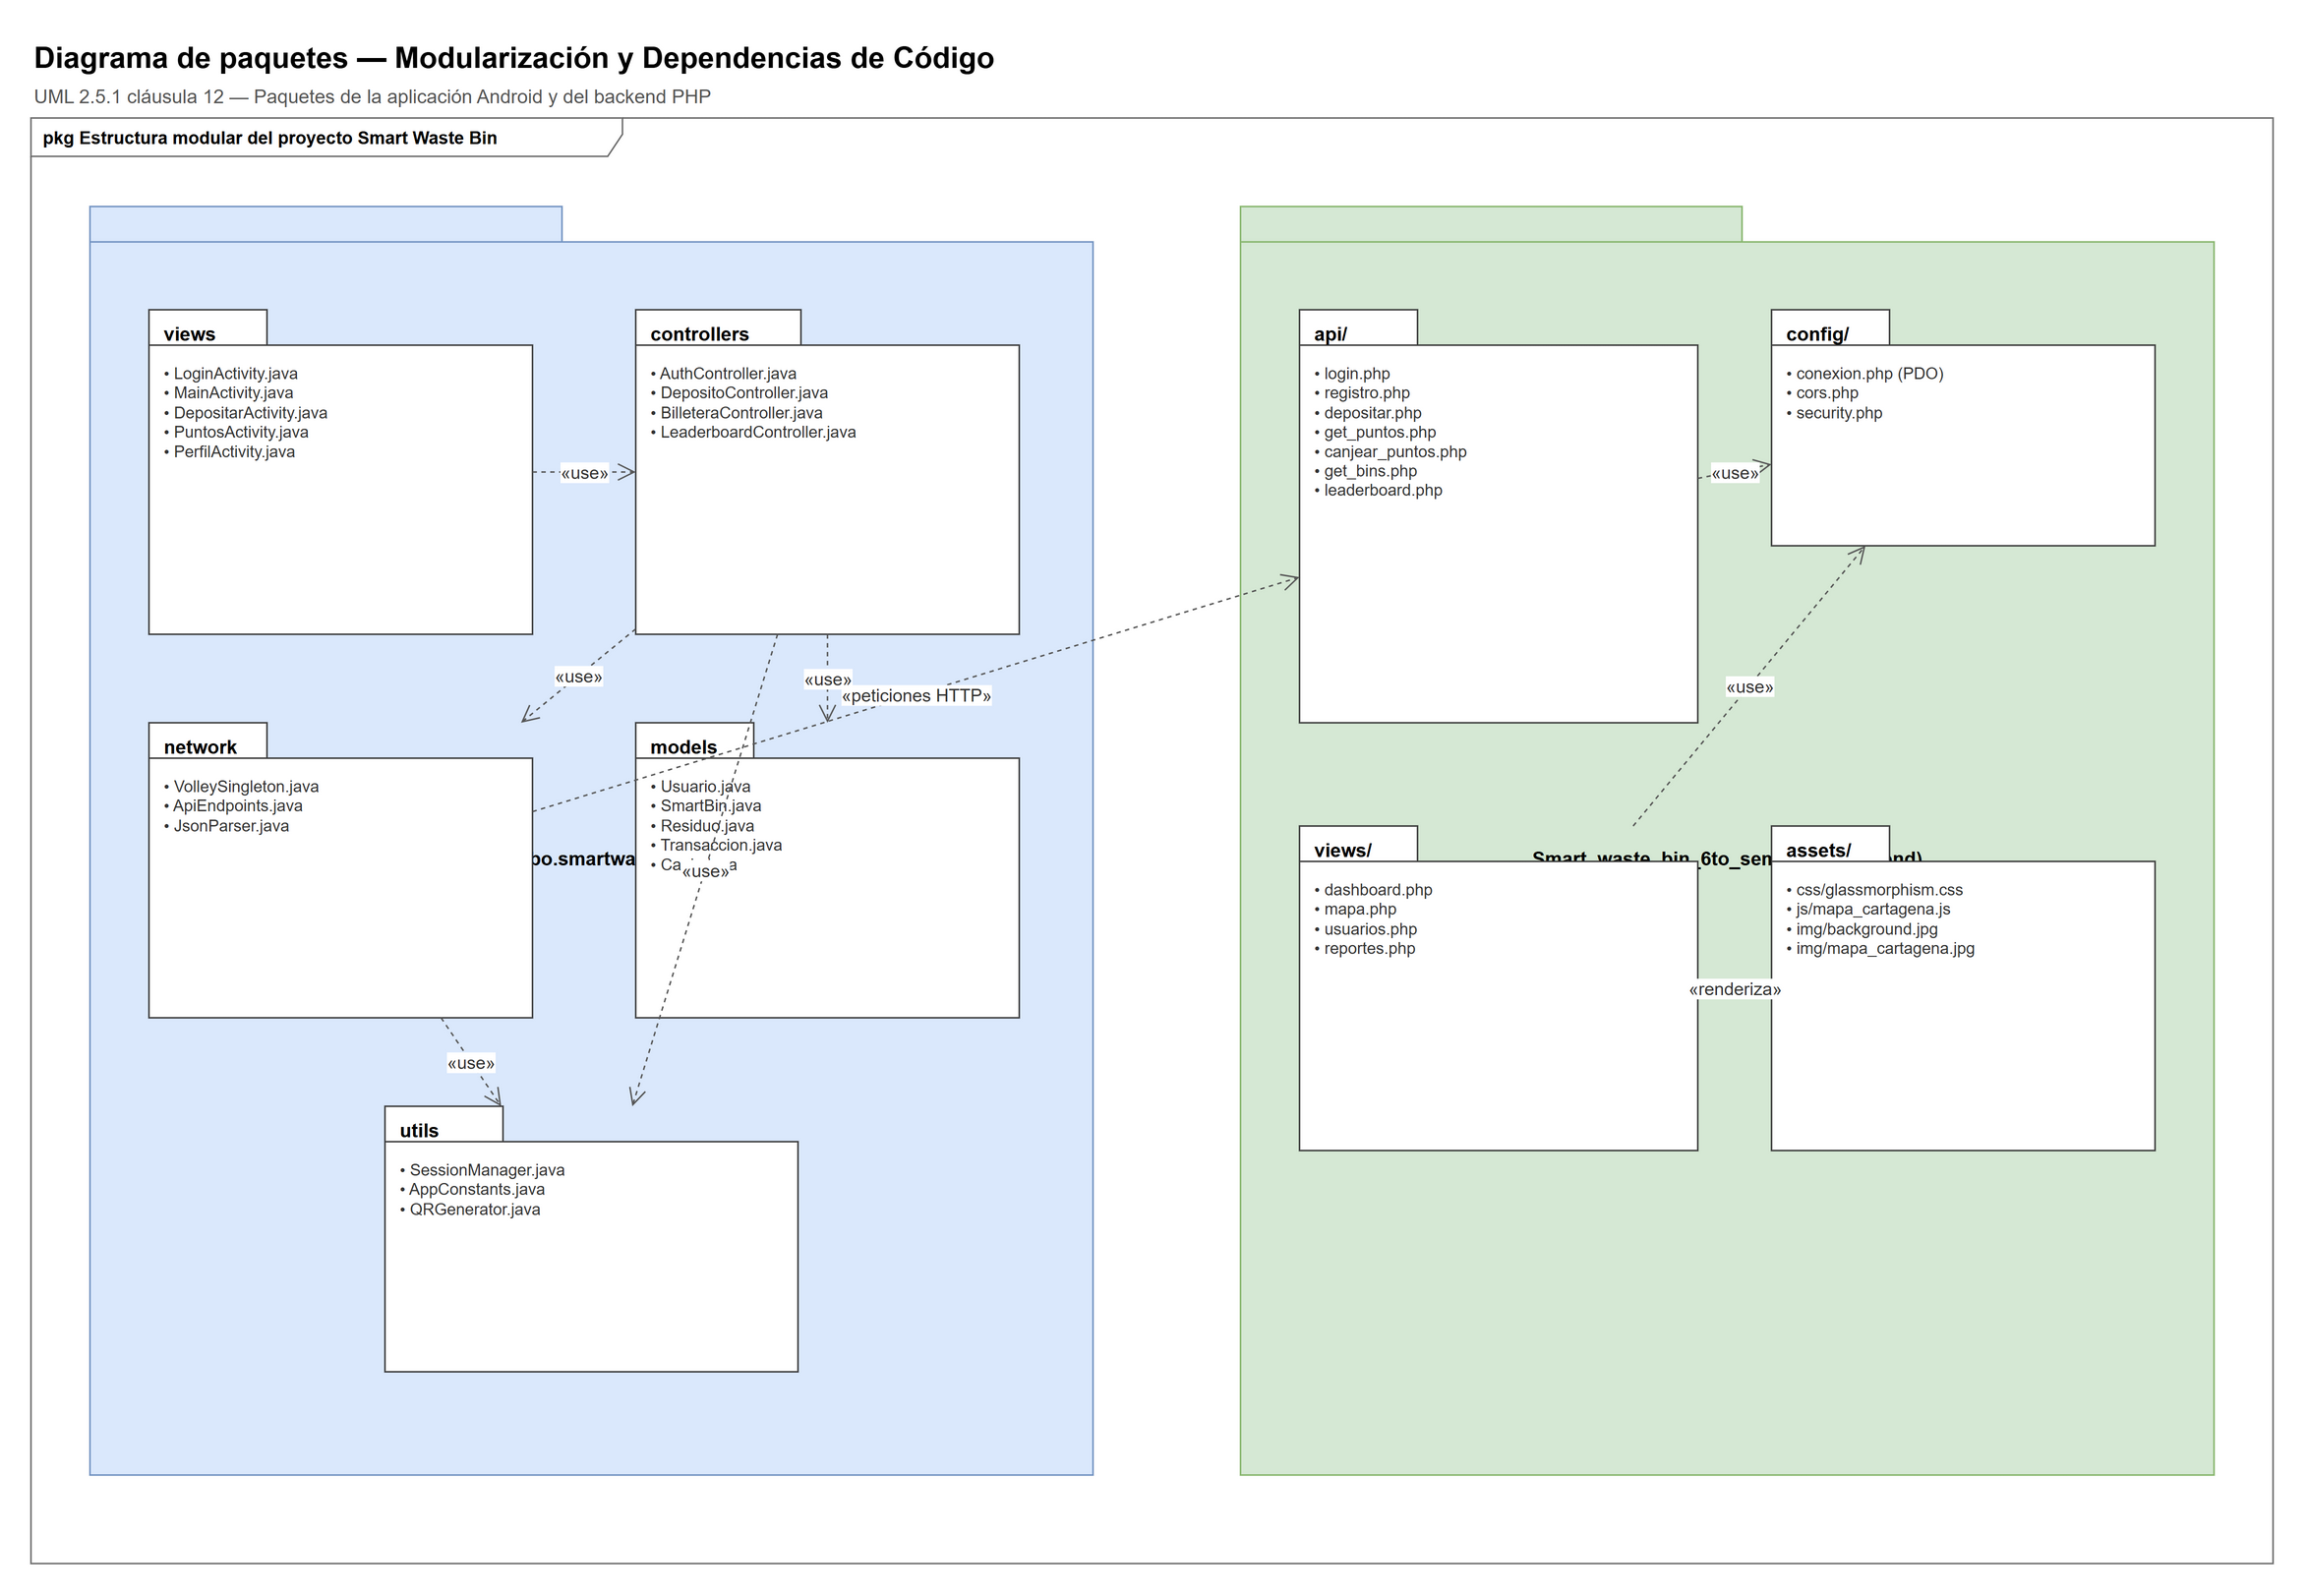 Diagrama de paquetes — Modularización y Dependencias de Código
UML 2.5.1 cláusula 12 — Paquetes de la aplicación Android y del backend PHP
pkg Estructura modular del proyecto Smart Waste Bin
views
• LoginActivity.java
• MainActivity.java
• DepositarActivity.java
• PuntosActivity.java
• PerfilActivity.java
«use»
controllers
• AuthController.java
• DepositoController.java
• BilleteraController.java
• LeaderboardController.java
«use»
«use»
«peticiones HTTP»
network
• VolleySingleton.java
• ApiEndpoints.java
• JsonParser.java
models
• Usuario.java
• SmartBin.java
• Residuo.java
• Transaccion.java
«use»
«use»
utils
• SessionManager.java
• AppConstants.java
• QRGenerator.java
api/
• login.php
• registro.php
• depositar.php
• get_puntos.php
• canjear_puntos.php
• get_bins.php
• leaderboard.php
«use»
config/
• conexion.php (PDO)
• cors.php
• security.php
«use»
Smart_waste_bin_6to_sem
views/
• dashboard.php
• mapa.php
• usuarios.php
• reportes.php
«renderiza»
assets/
• css/glassmorphism.css
• js/mapa_cartagena.js
• img/background.jpg
• img/mapa_cartagena.jpg